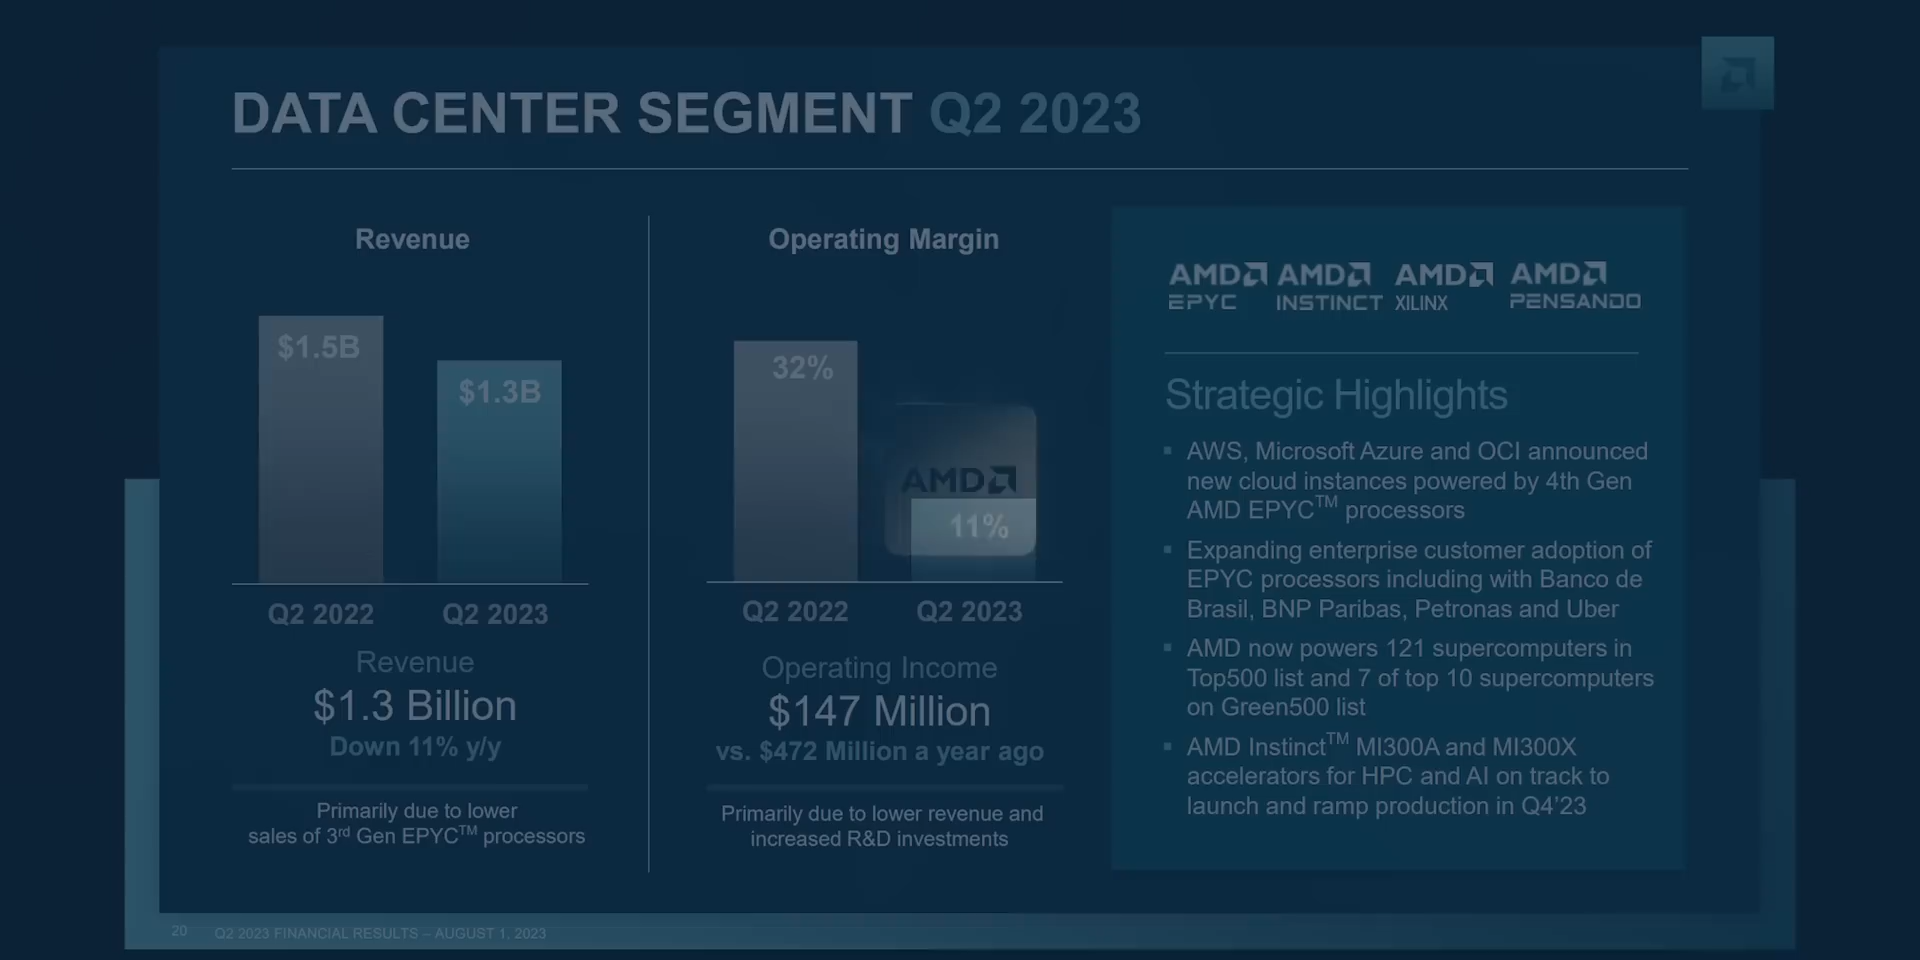 DATA CENTER SEGMENT Q2 2023
Revenue
$1.5B
$1.3B
Q2 2022
Q2 2023
Revenue
$1.3 Billion
Down 11% y/y
Primarily due to lower
sales of 3rd Gen EPYC™ processors
Operating Margin
32%
AMD
11%
Q2 2022
Q2 2023
Operating Income
$147 Million
vs. $472 Million a year ago
Primarily due to lower revenue and
increased R&D investments
AMD EPYC
AMD INSTINCT
AMD XILINX
AMD PENSANDO
Strategic Highlights
▪ AWS, Microsoft Azure and OCI announced
new cloud instances powered by 4th Gen
AMD EPYC™ processors
▪ Expanding enterprise customer adoption of
EPYC processors including with Banco de
Brasil, BNP Paribas, Petronas and Uber
▪ AMD now powers 121 supercomputers in
Top500 list and 7 of top 10 supercomputers
on Green500 list
▪ AMD Instinct™ MI300A and MI300X
accelerators for HPC and AI on track to
launch and ramp production in Q4’23
20 Q2 2023 FINANCIAL RESULTS – AUGUST 1, 2023